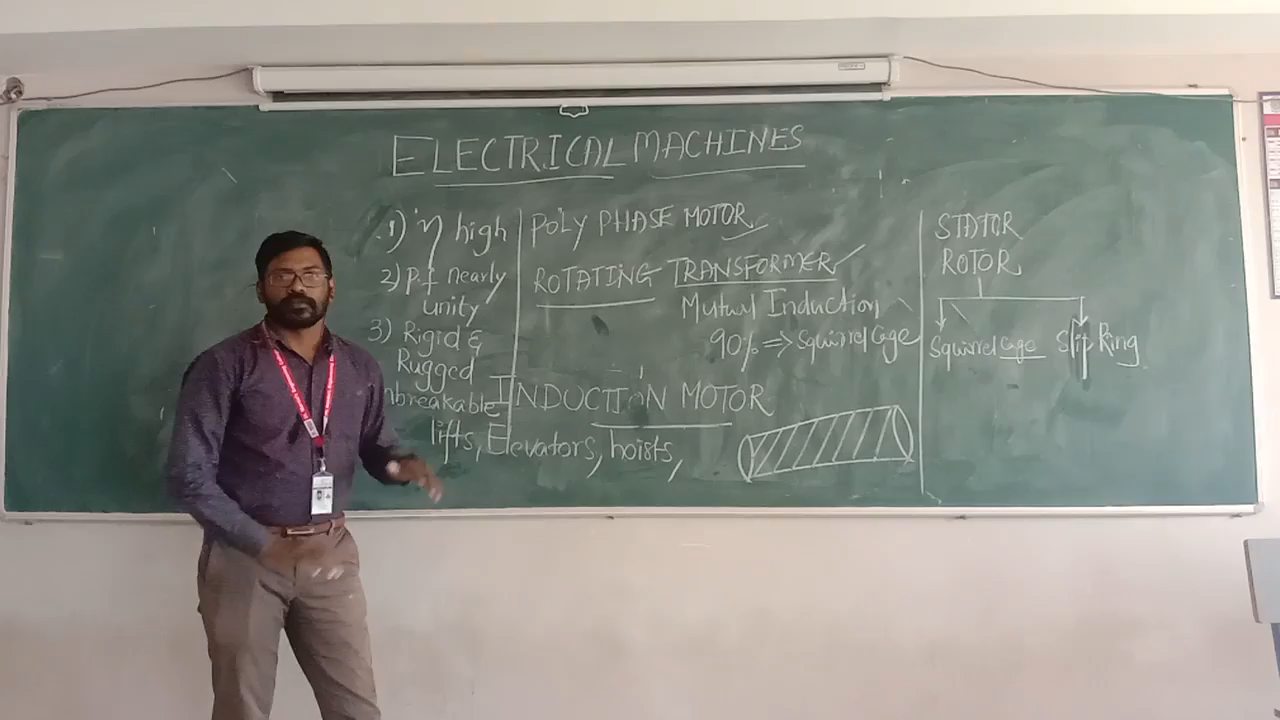 ELECTRICAL MACHINES
1) η high
2) p.f nearly
unity
3) Rigid &
Rugged
nbreakable
POLY PHASE MOTOR
ROTATING TRANSFORMER
Mutual Induction
90% => Squirrel Cage
INDUCTION MOTOR
lifts, Elevators, hoists,
STATOR
ROTOR
Squirrel Cage Slip Ring